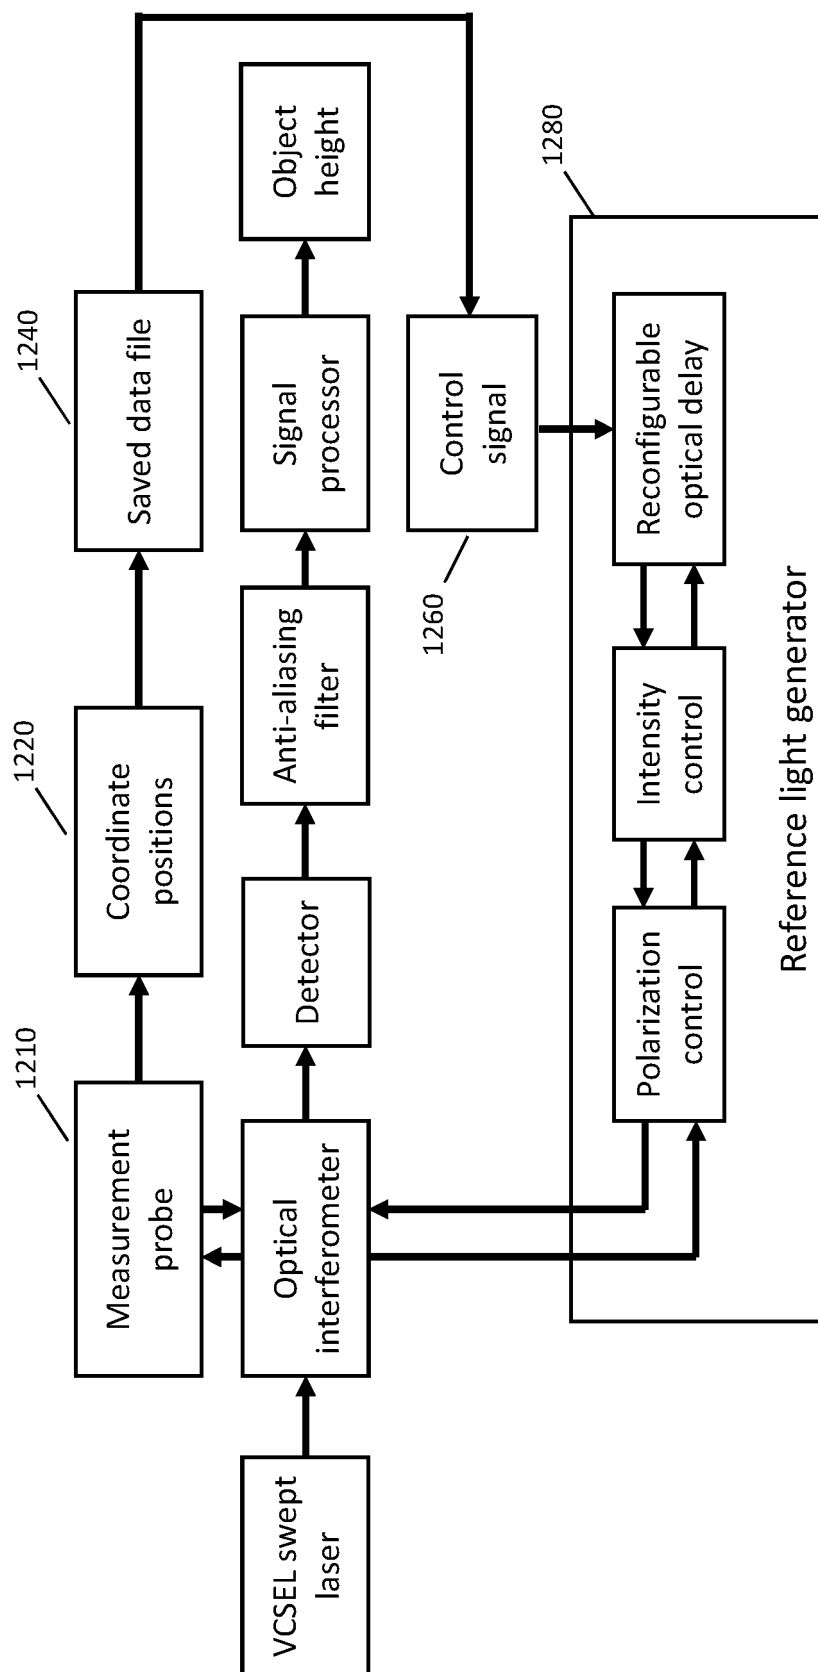 1210
1220
1240
Measurement
probe
Coordinate
positions
Saved data file
VCSEL swept
laser
Optical
interferometer
Detector
Anti-aliasing
filter
Signal
processor
Object
height
1260
Control
signal
1280
Polarization
control
Intensity
control
Reconfigurable
optical delay
Reference light generator